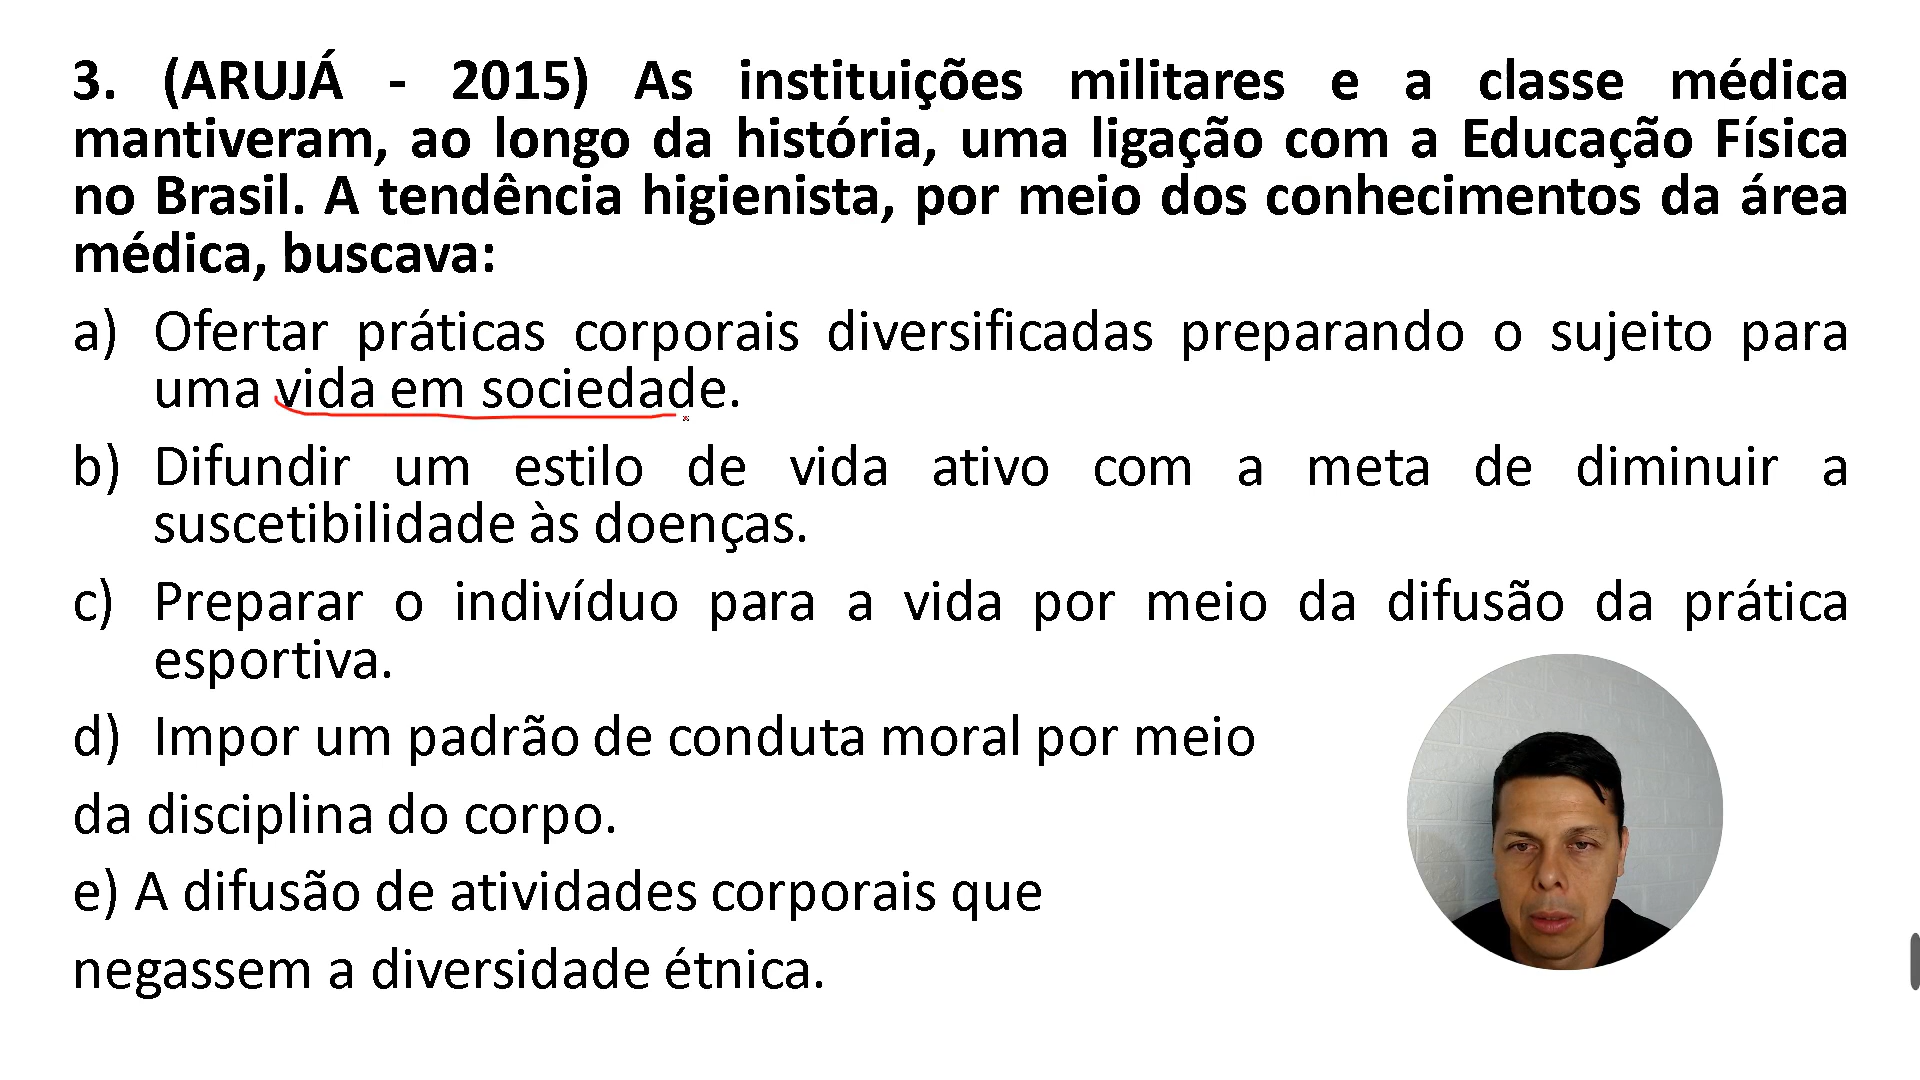 3. (ARUJÁ - 2015) As instituições militares e a classe médica
mantiveram, ao longo da história, uma ligação com a Educação Física
no Brasil. A tendência higienista, por meio dos conhecimentos da área
médica, buscava:
a) Ofertar práticas corporais diversificadas preparando o sujeito para
uma vida em sociedade.
b) Difundir um estilo de vida ativo com a meta de diminuir a
suscetibilidade às doenças.
c) Preparar o indivíduo para a vida por meio da difusão da prática
esportiva.
d) Impor um padrão de conduta moral por meio
da disciplina do corpo.
e) A difusão de atividades corporais que
negassem a diversidade étnica.